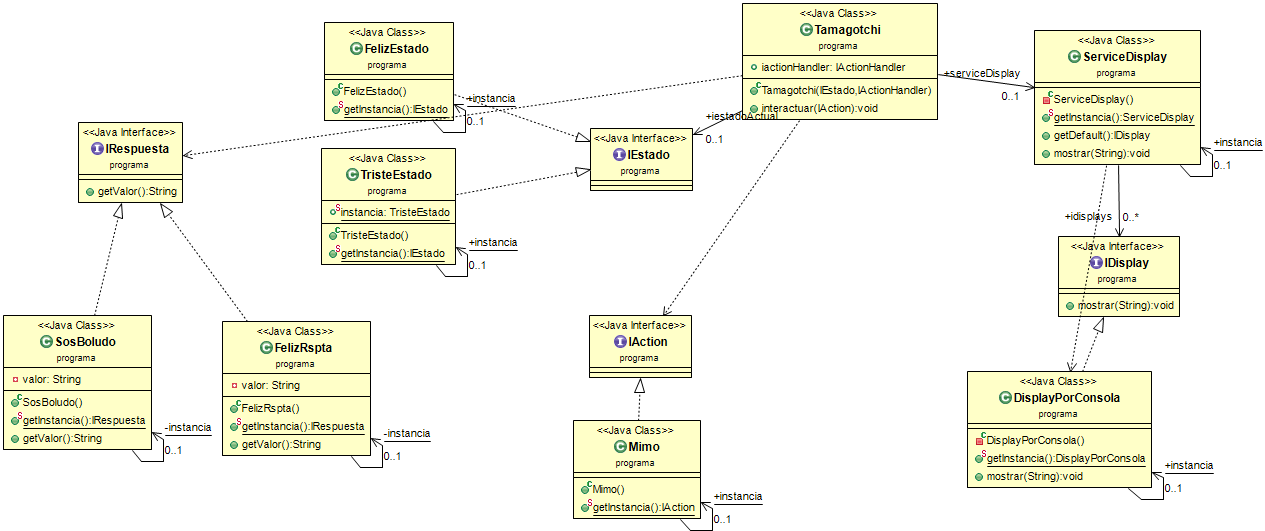 <<Java Class>>
Tamagotchi
programa
iactionHandler: IActionHandler
Tamagotchi(IEstado,IActionHandler)
interactuar(IAction):void
<<Java Class>>
FelizEstado
programa
FelizEstado()
getInstancia():IEstado
+instancia
0..1
<<Java Class>>
ServiceDisplay
programa
ServiceDisplay()
getInstancia():ServiceDisplay
getDefault():IDisplay
mostrar(String):void
+serviceDisplay
0..1
+instancia
0..1
<<Java Interface>>
IRespuesta
programa
getValor():String
+iestadoActual
0..1
<<Java Interface>>
IEstado
programa
<<Java Class>>
TristeEstado
programa
instancia: TristeEstado
TristeEstado()
getInstancia():IEstado
+instancia
0..1
+idisplays
0..*
<<Java Interface>>
IDisplay
programa
mostrar(String):void
<<Java Class>>
SosBoludo
programa
valor: String
SosBoludo()
getInstancia():IRespuesta
getValor():String
-instancia
0..1
<<Java Class>>
FelizRspta
programa
valor: String
FelizRspta()
getInstancia():IRespuesta
getValor():String
-instancia
0..1
<<Java Interface>>
IAction
programa
<<Java Class>>
Mimo
programa
Mimo()
getInstancia():IAction
+instancia
0..1
<<Java Class>>
DisplayPorConsola
programa
DisplayPorConsola()
getInstancia():DisplayPorConsola
mostrar(String):void
+instancia
0..1